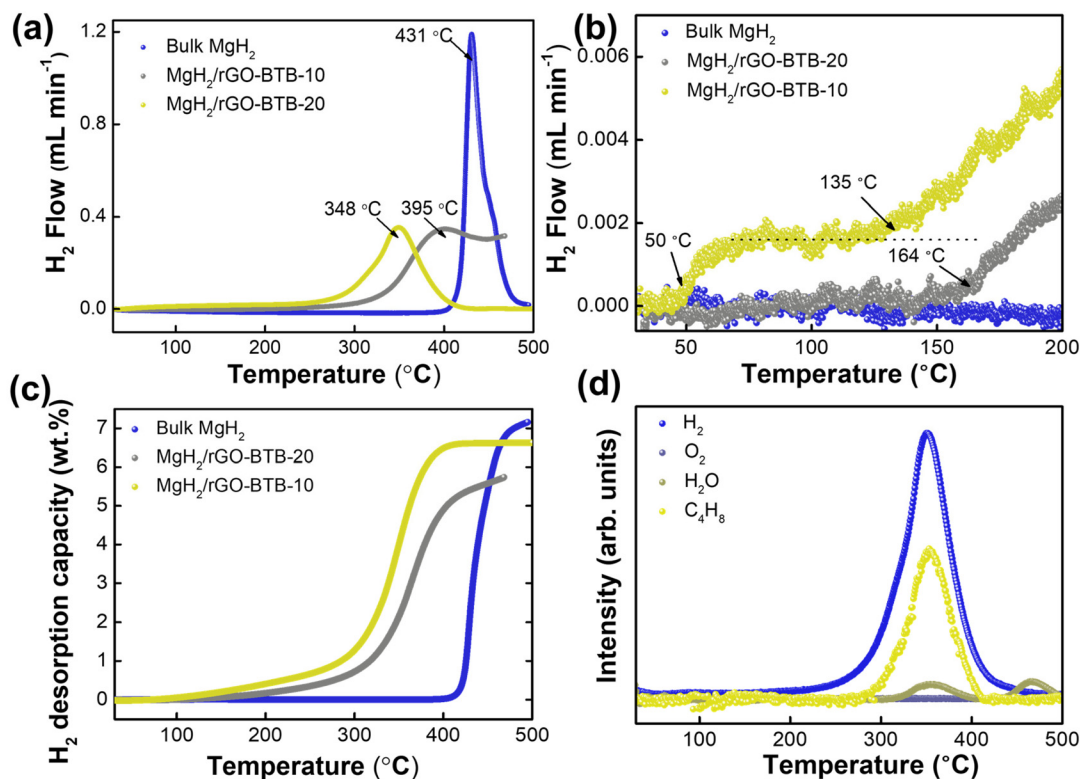 (a)
H₂ Flow (mL min⁻¹)
1.2
0.8
0.4
0.0
Bulk MgH₂
MgH₂/rGO-BTB-10
MgH₂/rGO-BTB-20
431 °C
348 °C
395 °C
100 200 300 400 500
Temperature (°C)
(b)
H₂ Flow (mL min⁻¹)
0.006
0.004
0.002
0.000
Bulk MgH₂
MgH₂/rGO-BTB-20
MgH₂/rGO-BTB-10
135 °C
50 °C
164 °C
50 100 150 200
Temperature (°C)
(c)
H₂ desorption capacity (wt.%)
7
6
5
4
3
2
1
0
Bulk MgH₂
MgH₂/rGO-BTB-20
MgH₂/rGO-BTB-10
100 200 300 400 500
Temperature (°C)
(d)
Intensity (arb. units)
H₂
O₂
H₂O
C₄H₈
100 200 300 400 500
Temperature (°C)